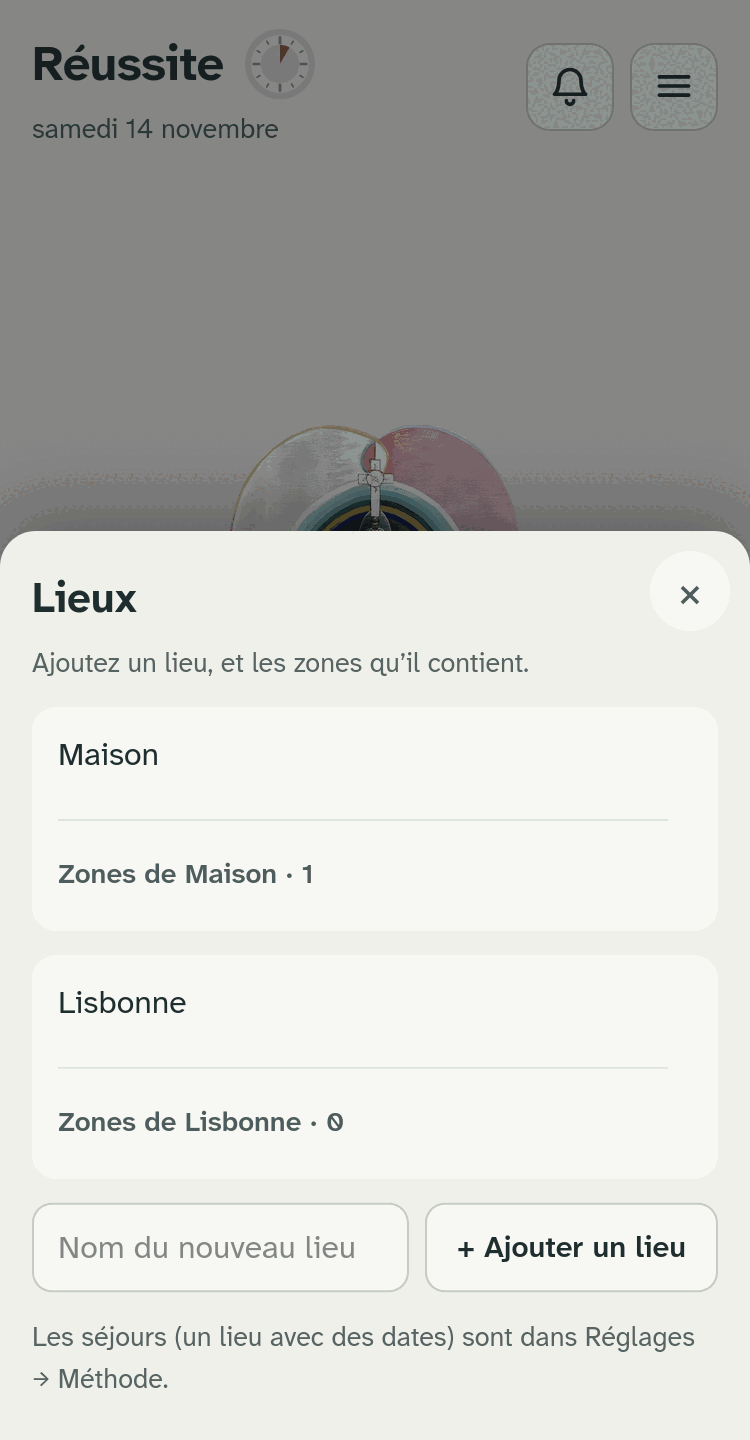 Réussite
samedi 14 novembre
Lieux
×
Ajoutez un lieu, et les zones qu’il contient.
Maison
Zones de Maison · 1
Lisbonne
Zones de Lisbonne · 0
Nom du nouveau lieu
+ Ajouter un lieu
Les séjours (un lieu avec des dates) sont dans Réglages
→ Méthode.